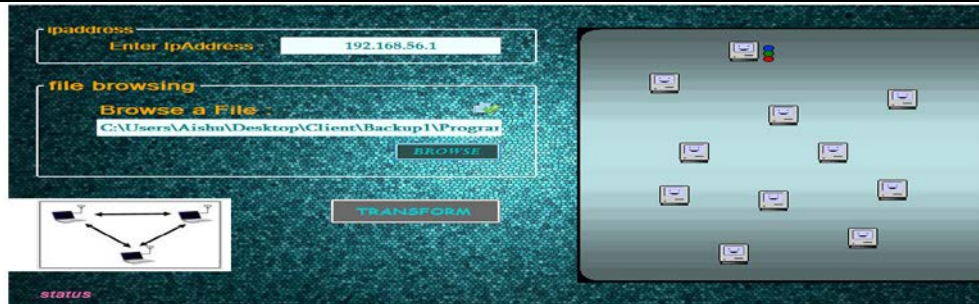 ipaddress
Enter IpAddress :
192.168.56.1
file browsing
Browse a File :
C:\Users\Aishu\Desktop\Client\Backup1\Program
BROWSE
TRANSFORM
status